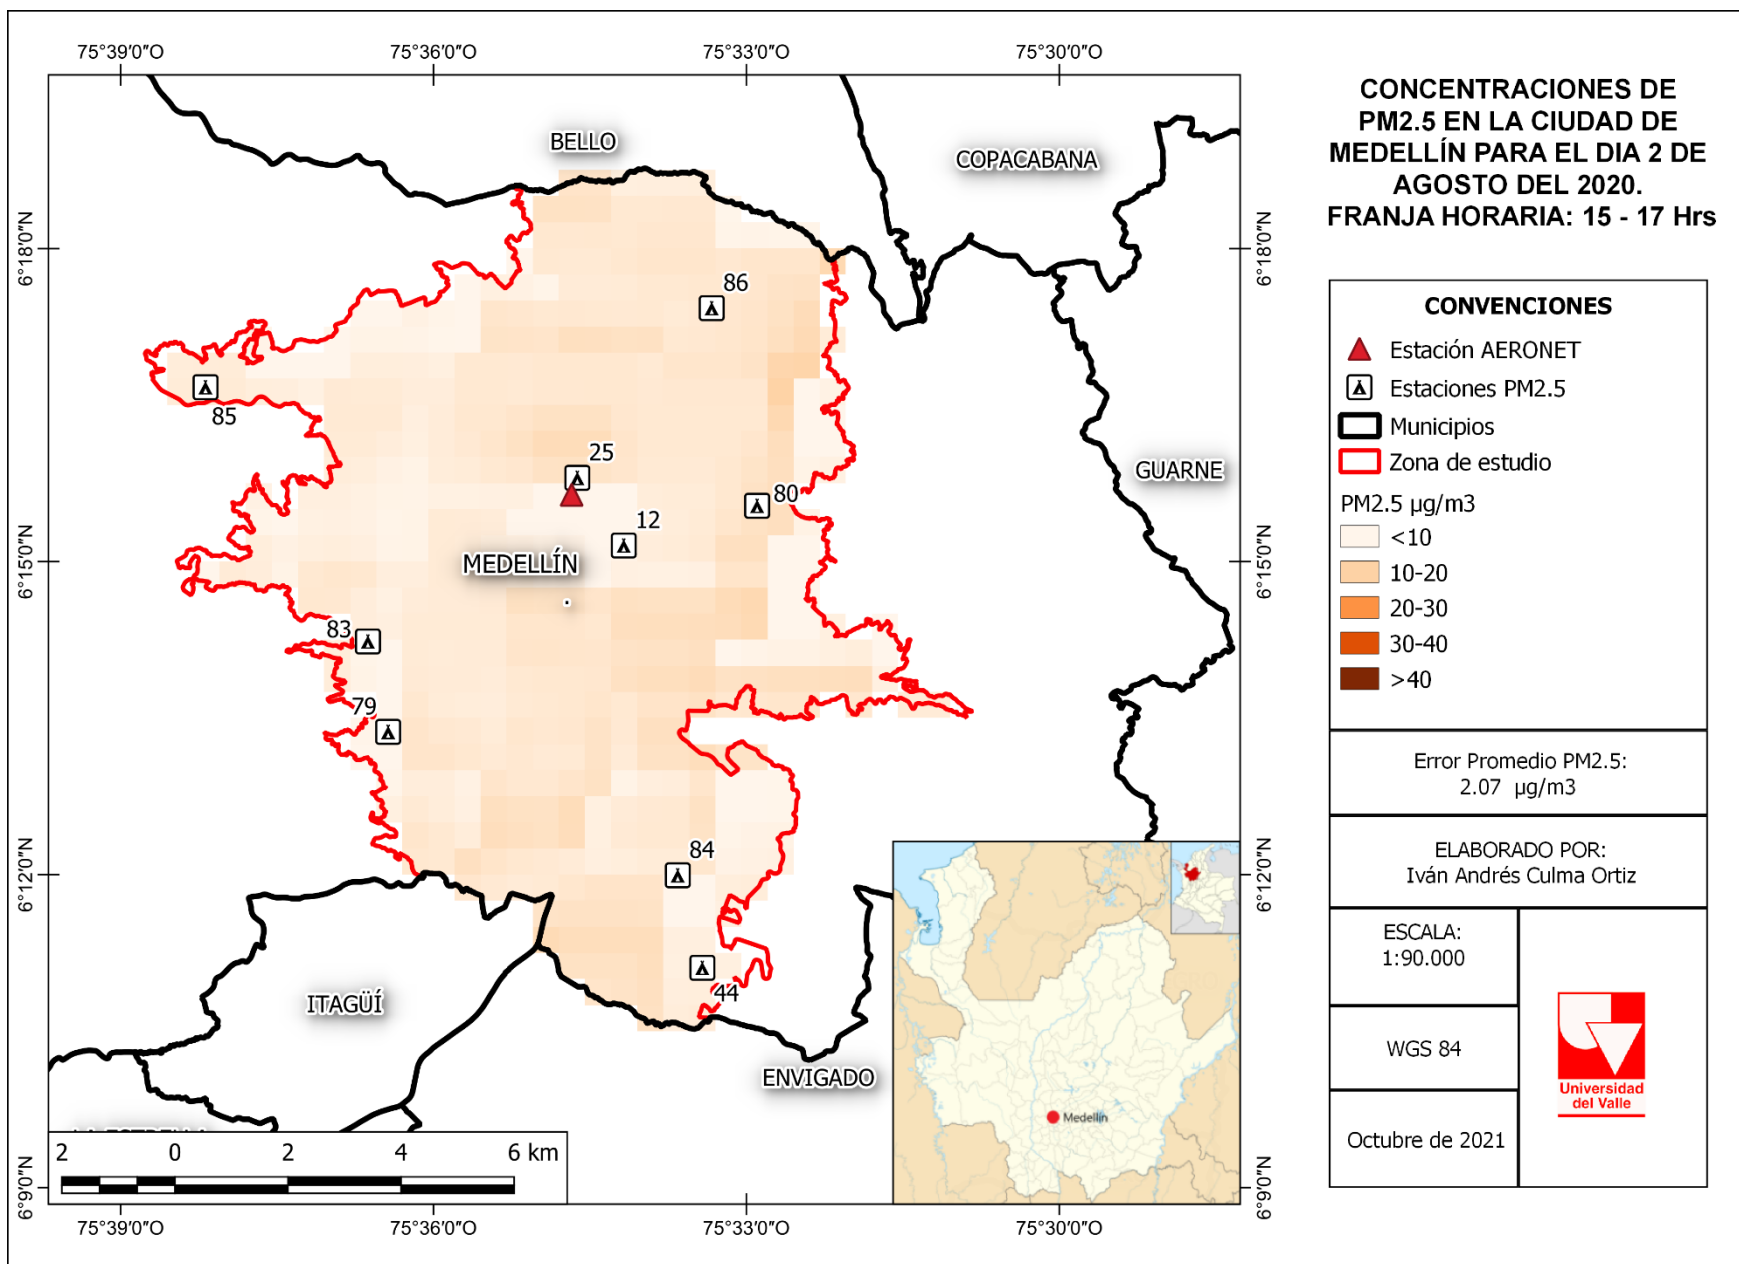 75°39'0"O
75°36'0"O
75°33'0"O
75°30'0"O
6°18'0"N
6°15'0"N
6°12'0"N
6°9'0"N
6°18'0"N
6°15'0"N
6°12'0"N
6°9'0"N
BELLO
COPACABANA
GUARNE
86
85
25
80
12
MEDELLÍN
83
79
84
44
ITAGÜÍ
ENVIGADO
LA ESTRELLA
2 0 2 4 6 km
Medellín
75°39'0"O
75°36'0"O
75°33'0"O
75°30'0"O
CONCENTRACIONES DE
PM2.5 EN LA CIUDAD DE
MEDELLÍN PARA EL DIA 2 DE
AGOSTO DEL 2020.
FRANJA HORARIA: 15 - 17 Hrs
CONVENCIONES
Estación AERONET
Estaciones PM2.5
Municipios
Zona de estudio
PM2.5 µg/m3
<10
10-20
20-30
30-40
>40
Error Promedio PM2.5:
2.07 µg/m3
ELABORADO POR:
Iván Andrés Culma Ortiz
ESCALA:
1:90.000
WGS 84
Octubre de 2021
Universidad
del Valle